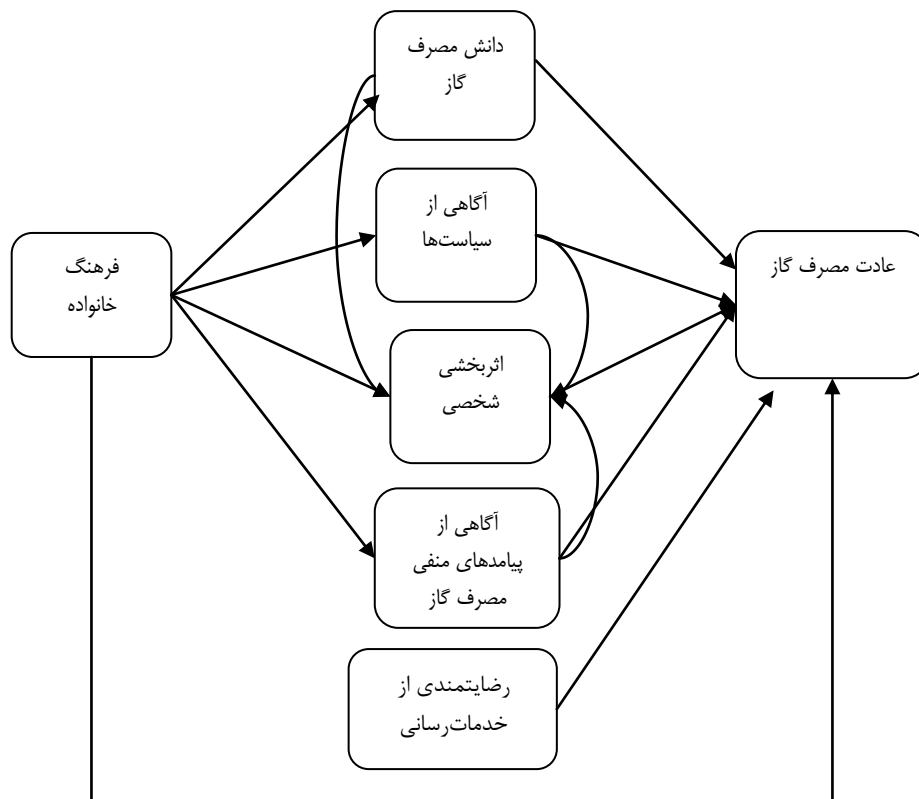 دانش مصرف
گاز
آگاهی از
سیاست‌ها
فرهنگ
خانواده
عادت مصرف گاز
اثربخشی
شخصی
آگاهی از
پیامدهای منفی
مصرف گاز
رضایتمندی از
خدمات‌رسانی